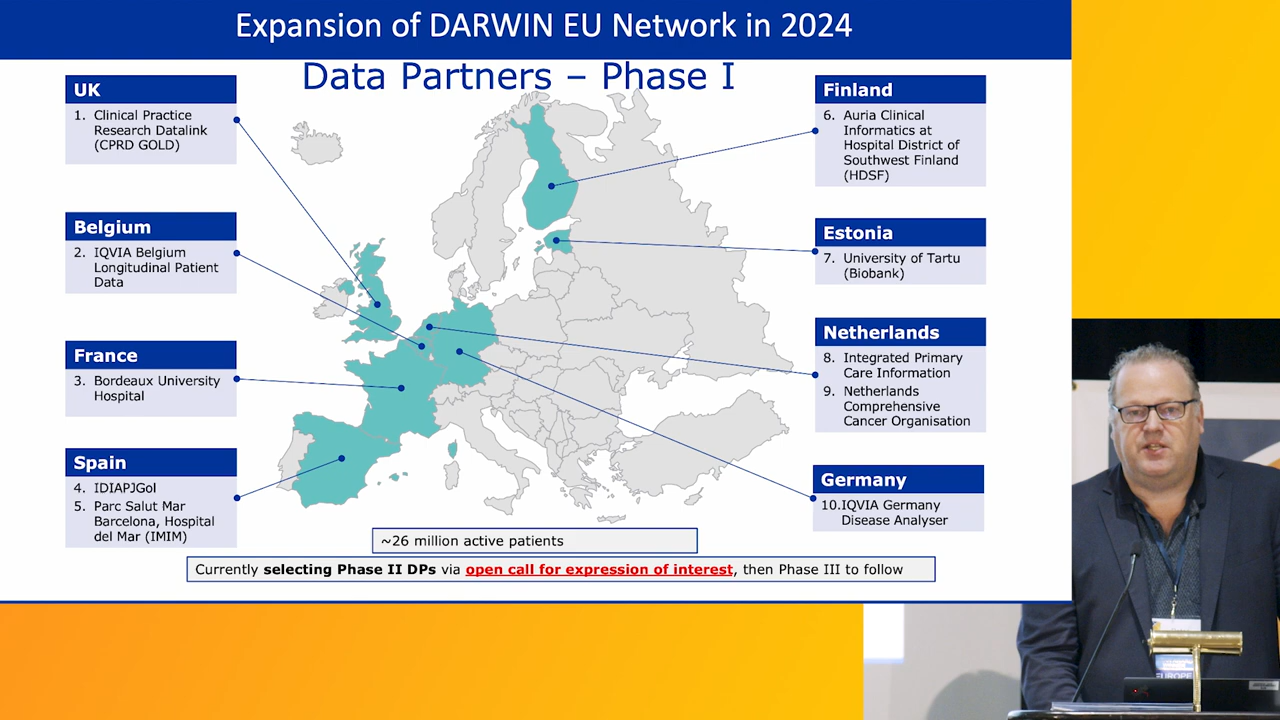 Expansion of DARWIN EU Network in 2024
Data Partners – Phase I
UK
1. Clinical Practice
Research Datalink
(CPRD GOLD)
Belgium
2. IQVIA Belgium
Longitudinal Patient
Data
France
3. Bordeaux University
Hospital
Spain
4. IDIAPJGol
5. Parc Salut Mar
Barcelona, Hospital
del Mar (IMIM)
Finland
6. Auria Clinical
Informatics at
Hospital District of
Southwest Finland
(HDSF)
Estonia
7. University of Tartu
(Biobank)
Netherlands
8. Integrated Primary
Care Information
9. Netherlands
Comprehensive
Cancer Organisation
Germany
10.IQVIA Germany
Disease Analyser
~26 million active patients
Currently selecting Phase II DPs via open call for expression of interest, then Phase III to follow
EUROPE